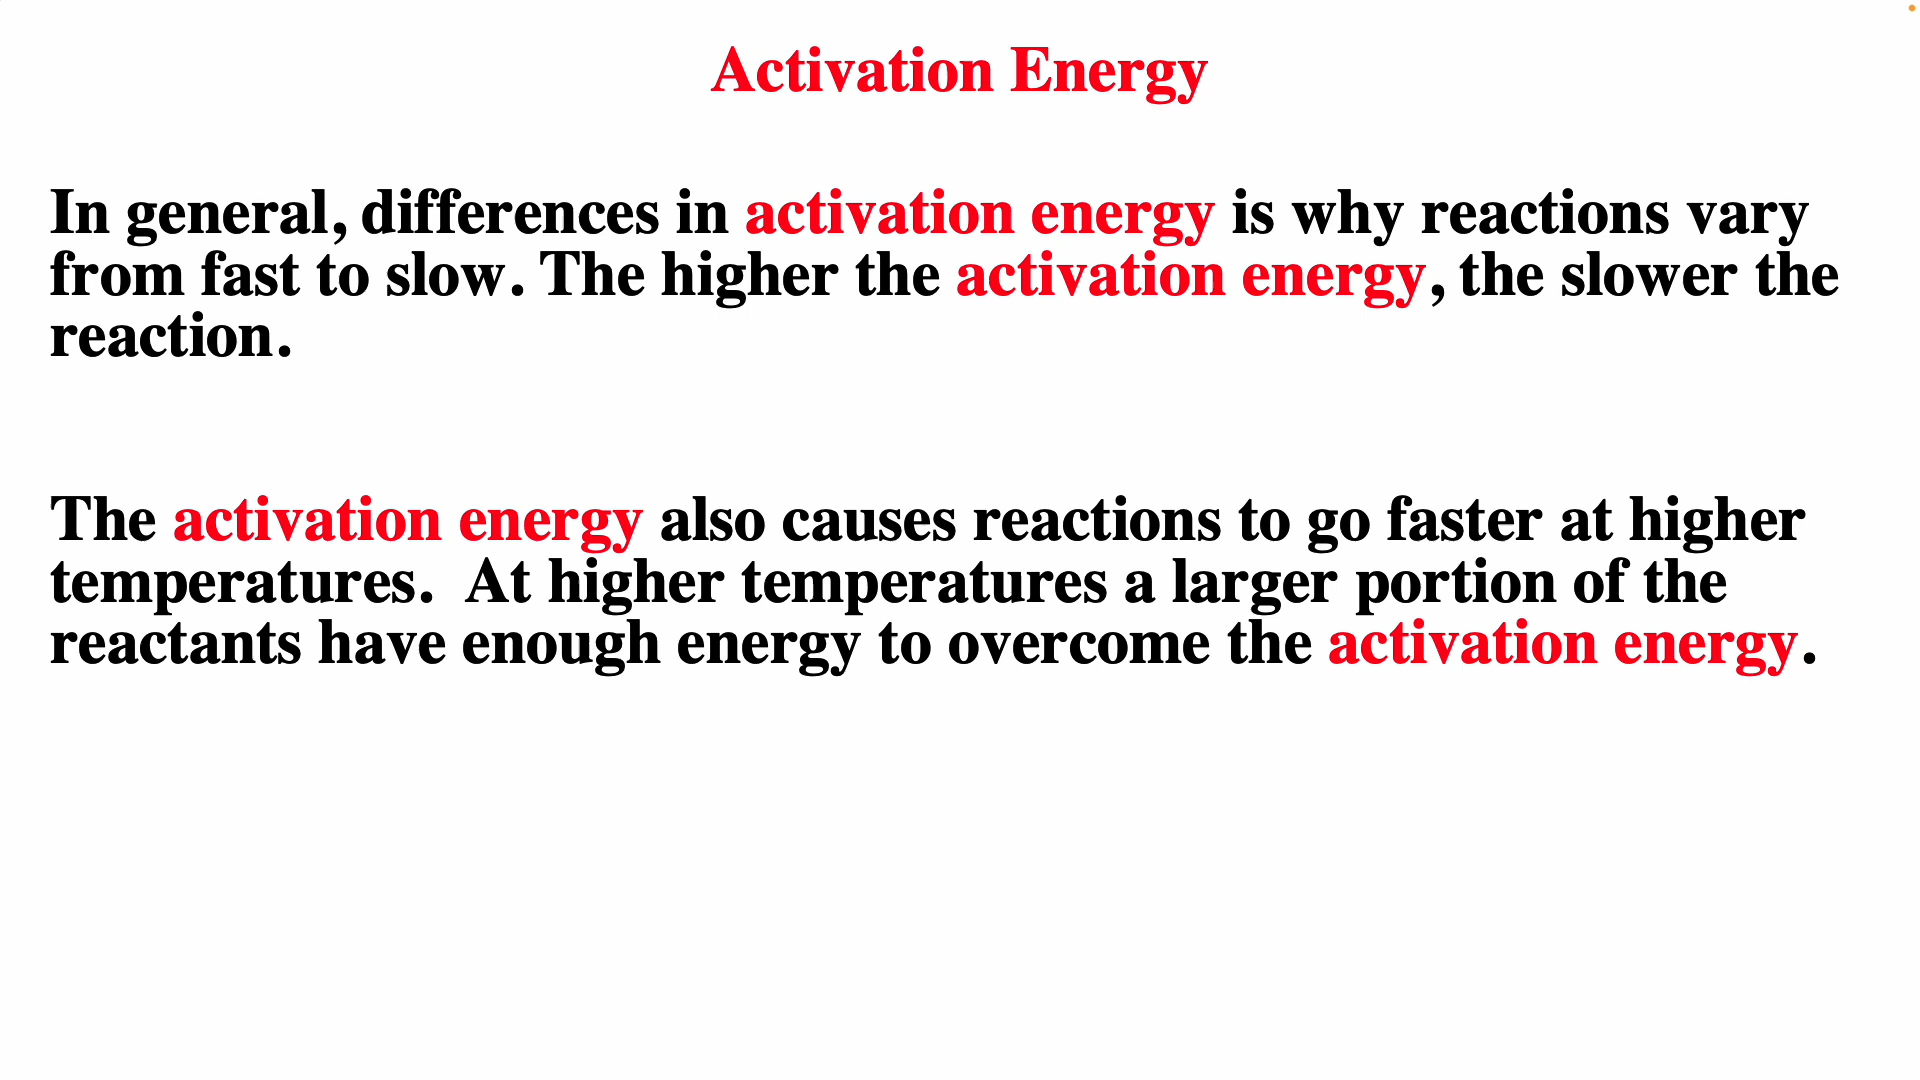 Activation Energy
In general, differences in activation energy is why reactions vary
from fast to slow. The higher the activation energy, the slower the
reaction.
The activation energy also causes reactions to go faster at higher
temperatures.  At higher temperatures a larger portion of the
reactants have enough energy to overcome the activation energy.